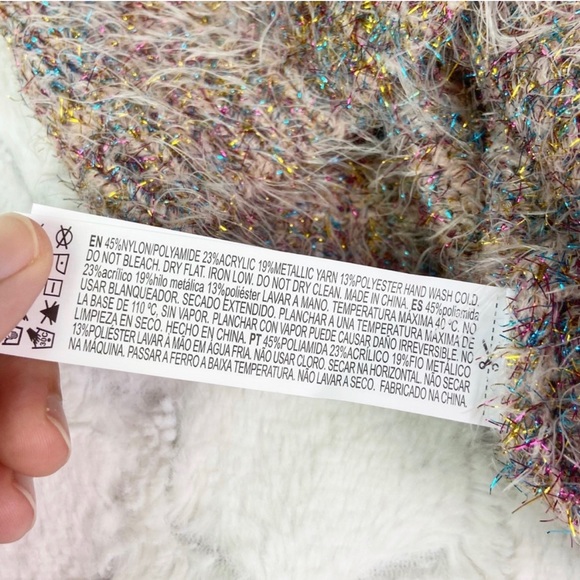 EN 45%NYLON/POLYAMIDE 23%ACRYLIC 19%METALLIC YARN 13%POLYESTER HAND WASH COLD.
DO NOT BLEACH. DRY FLAT. IRON LOW. DO NOT DRY CLEAN. MADE IN CHINA. ES 45%poliamida
23%acrílico 19%hilo metálica 13%poliéster LAVAR A MANO. TEMPERATURA MÁXIMA 40 ºC. NO
USAR BLANQUEADOR. SECADO EXTENDIDO. PLANCHAR A UNA TEMPERATURA MÁXIMA DE
LA BASE DE 110 ºC, SIN VAPOR. PLANCHAR CON VAPOR PUEDE CAUSAR DAÑO IRREVERSIBLE. NO
LIMPIEZA EN SECO. HECHO EN CHINA. PT 45%POLIAMIDA 23%ACRÍLICO 19%FIO METÁLICO
13%POLIÉSTER LAVAR A MÃO EM ÁGUA FRIA. NÃO USAR CLORO. SECAR NA HORIZONTAL. NÃO SECAR
NA MÁQUINA. PASSAR A FERRO A BAIXA TEMPERATURA. NÃO LAVAR A SECO. FABRICADO NA CHINA.